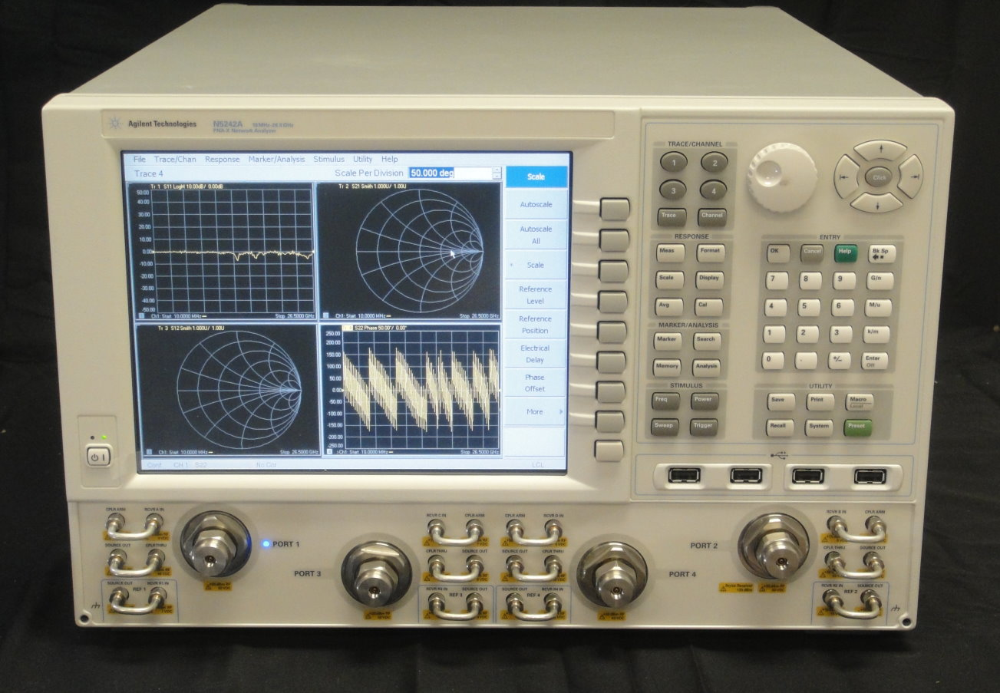 Agilent Technologies N5242A 10 MHz-26.5 GHz
PNA-X Network Analyzer
File Trace/Chan Response Marker/Analysis Stimulus Utility Help
Trace 4 Scale Per Division 50.000 deg
Scale
Autoscale
Autoscale
All
Scale
Reference
Level
Reference
Position
Electrical
Delay
Phase
Offset
More
Tr 1 S11 LogM 10.00dB/ 0.00dB
50.00
40.00
30.00
20.00
10.00
0.00
-10.00
-20.00
-30.00
-40.00
-50.00
1 Ch1: Start 10.0000 MHz Stop 26.5000 GHz
Tr 2 S21 Smith 1.000U/ 1.00U
2 Ch1: Start 10.0000 MHz Stop 26.5000 GHz
Tr 3 S12 Smith 1.000U/ 1.00U
3 Ch1: Start 10.0000 MHz Stop 26.5000 GHz
Tr 4 S22 Phase 50.00°/ 0.00°
250.00
200.00
150.00
100.00
50.00
0.00
-50.00
-100.00
-150.00
-200.00
-250.00
4 >Ch1: Start 10.0000 MHz Stop 26.5000 GHz
Cont. CH 1: S22 No Cor LCL
TRACE/CHANNEL
1 2
3 4
Trace Channel
RESPONSE
Meas Format
Scale Display
Avg Cal
MARKER/ANALYSIS
Marker Search
Memory Analysis
STIMULUS
Freq Power
Sweep Trigger
Click
ENTRY
OK Cancel Help Bk Sp
7 8 9 G/n
4 5 6 M/u
1 2 3 k/m
0 . +/- Enter
Off
UTILITY
Save Print Macro
Local
Recall System Preset
CPLR ARM RCVR A IN
SOURCE OUT CPLR THRU
SOURCE OUT RCVR R1 IN
REF 1
PORT 1
PORT 3
RCVR C IN CPLR ARM
CPLR THRU SOURCE OUT
RCVR R3 IN SOURCE OUT
REF 3
CPLR ARM RCVR D IN
SOURCE OUT CPLR THRU
SOURCE OUT RCVR R4 IN
REF 4
PORT 4
PORT 2
RCVR B IN CPLR ARM
CPLR THRU SOURCE OUT
RCVR R2 IN SOURCE OUT
REF 2